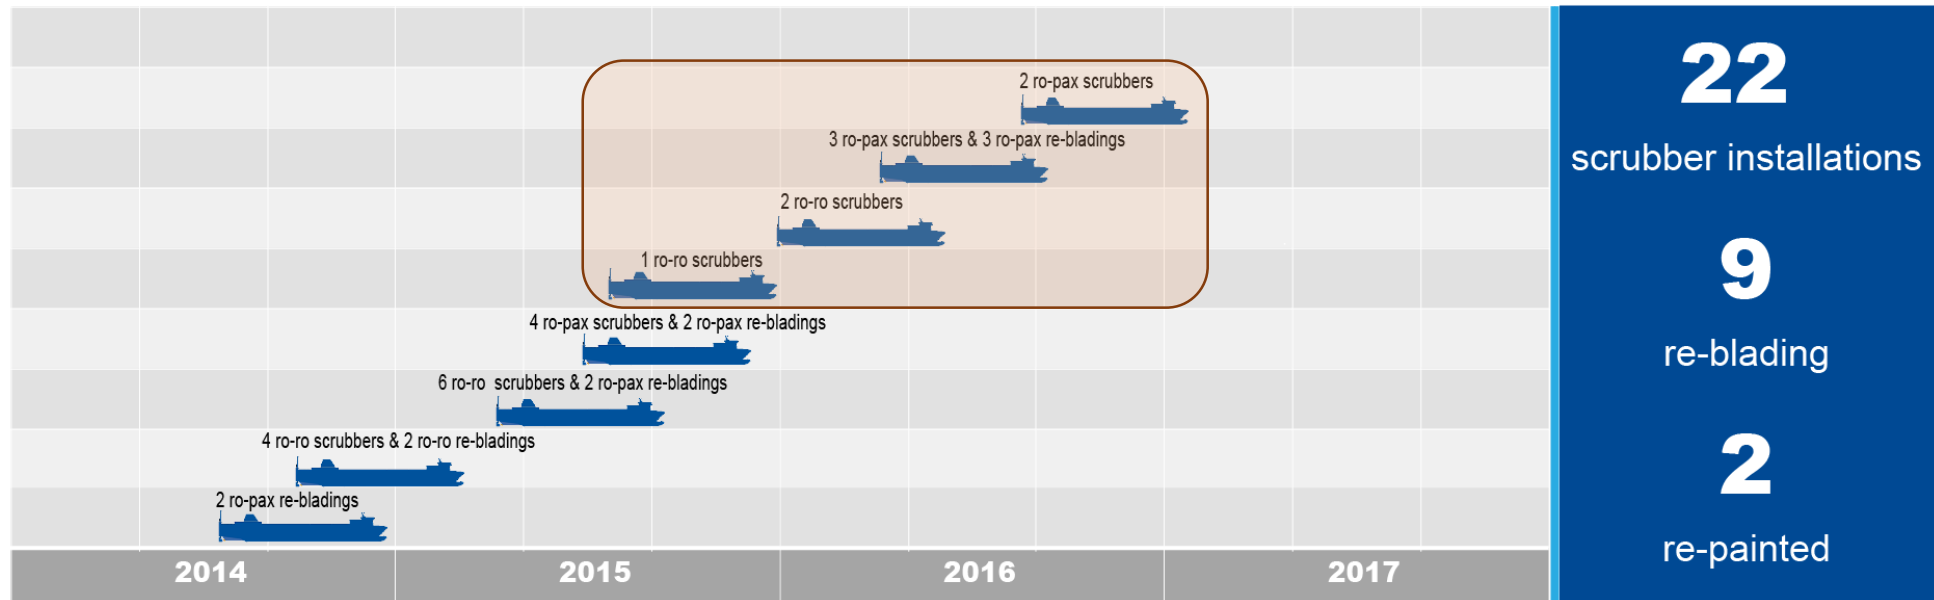 2 ro-pax scrubbers
3 ro-pax scrubbers & 3 ro-pax re-bladings
2 ro-ro scrubbers
1 ro-ro scrubbers
4 ro-pax scrubbers & 2 ro-pax re-bladings
6 ro-ro  scrubbers & 2 ro-pax re-bladings
4 ro-ro scrubbers & 2 ro-ro re-bladings
2 ro-pax re-bladings
2014
2015
2016
2017
22
scrubber installations
9
re-blading
2
re-painted